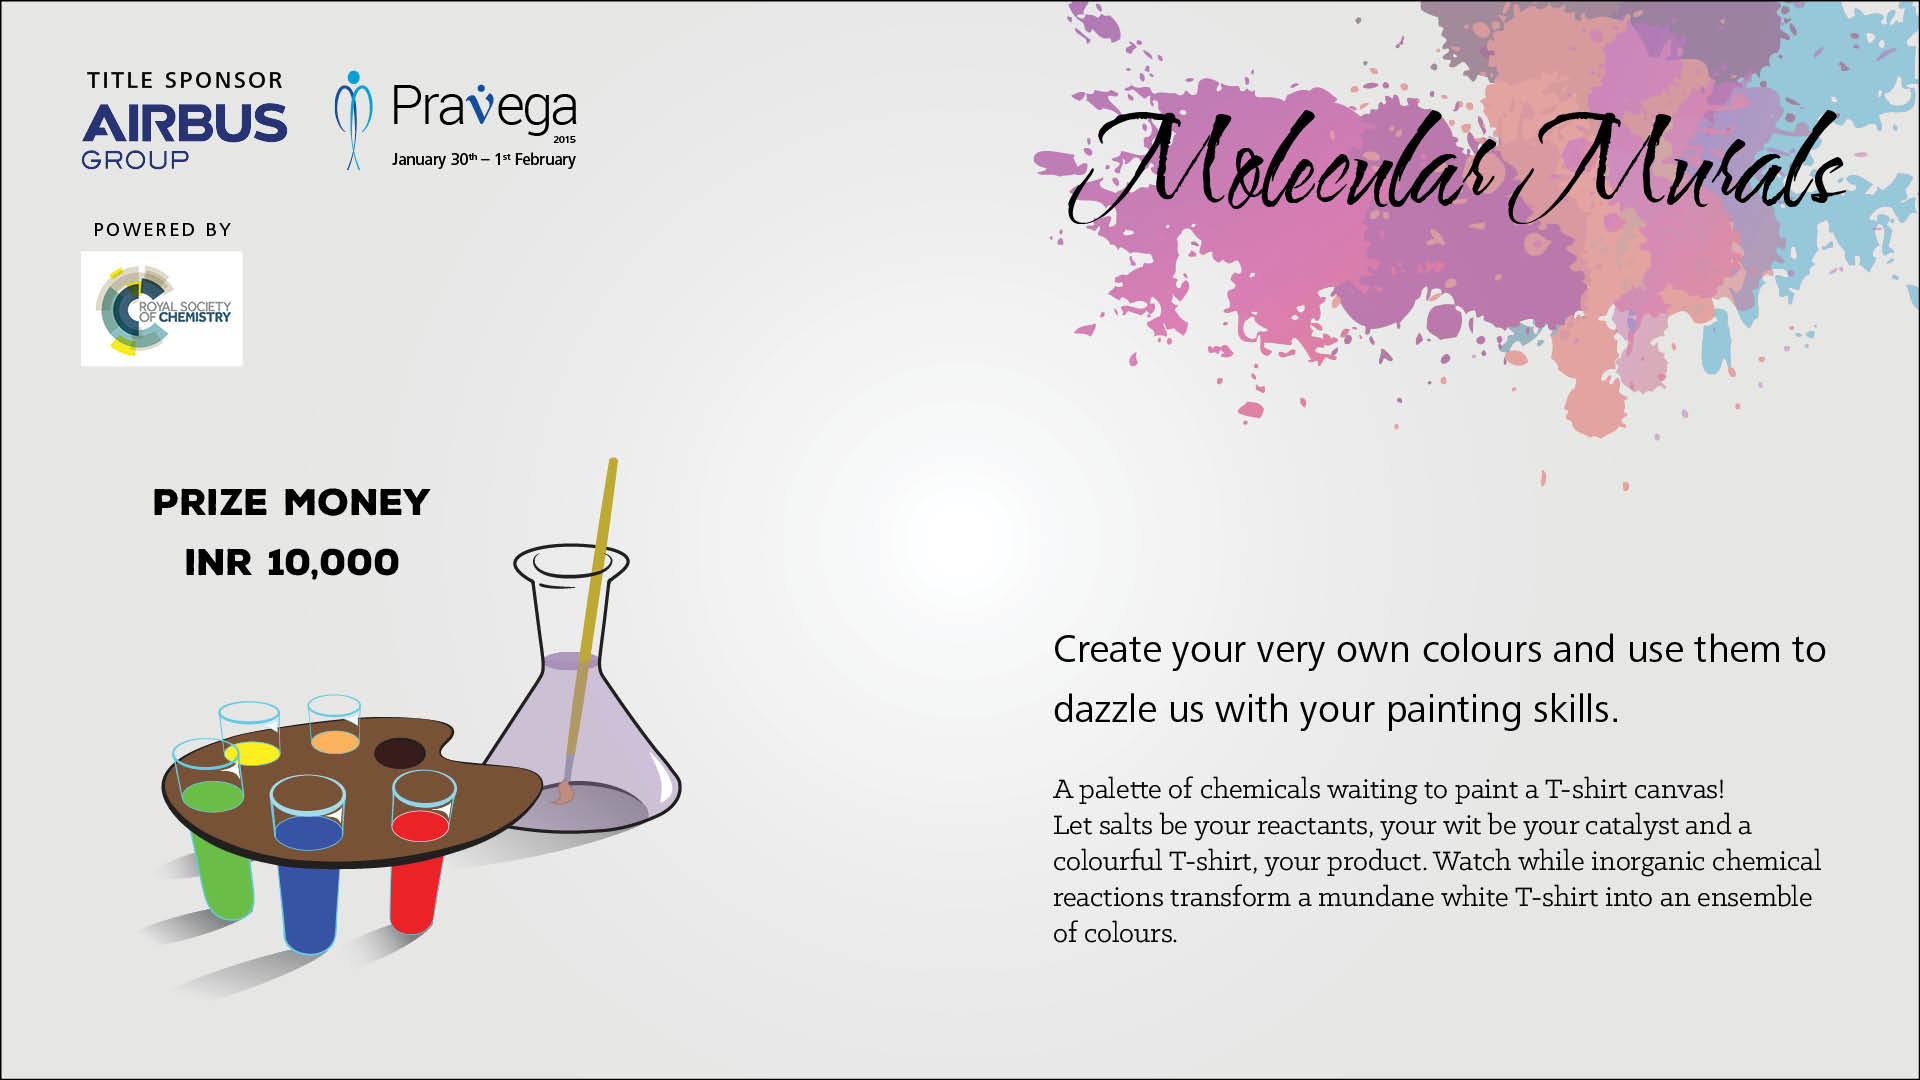 TITLE SPONSOR
AIRBUS
GROUP
Pravega
2015
January 30th – 1st February
POWERED BY
ROYAL SOCIETY
OF CHEMISTRY
Molecular Murals
PRIZE MONEY
INR 10,000
Create your very own colours and use them to
dazzle us with your painting skills.
A palette of chemicals waiting to paint a T-shirt canvas!
Let salts be your reactants, your wit be your catalyst and a
colourful T-shirt, your product. Watch while inorganic chemical
reactions transform a mundane white T-shirt into an ensemble
of colours.